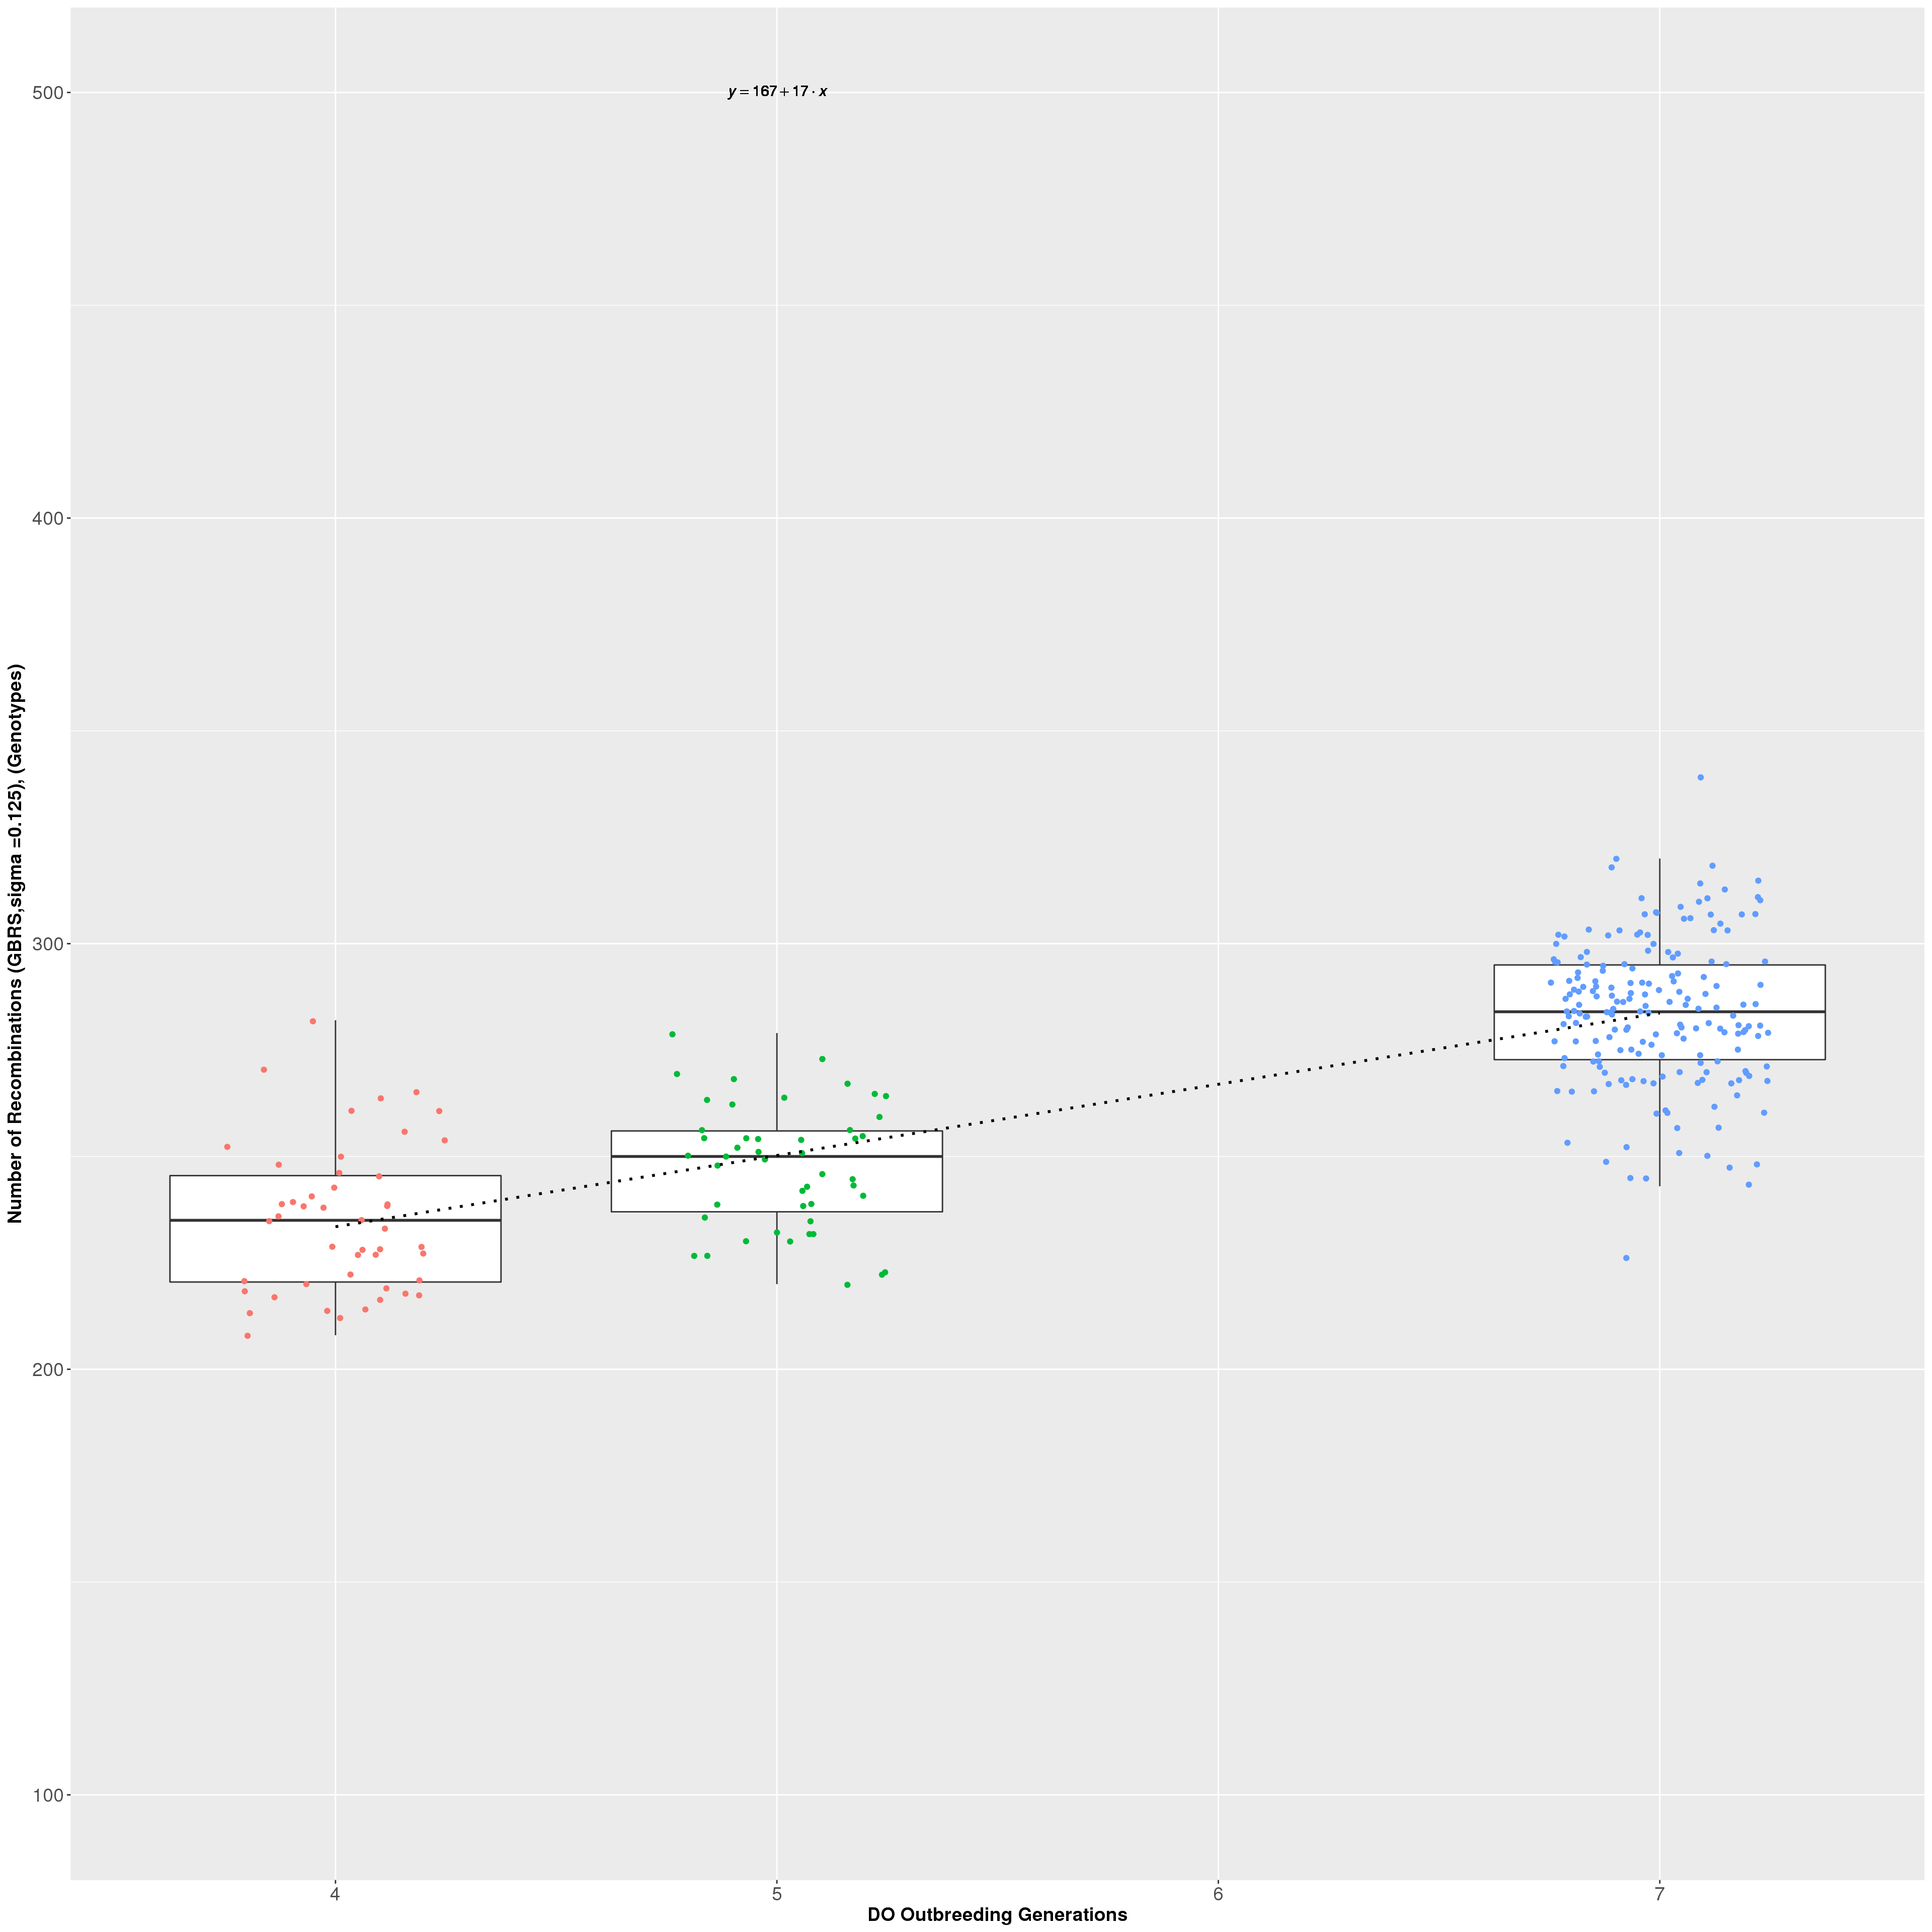 y = 167 + 17 · x
500
400
300
200
100
Number of Recombinations (GBRS,sigma =0.125), (Genotypes)
4 5 6 7
DO Outbreeding Generations